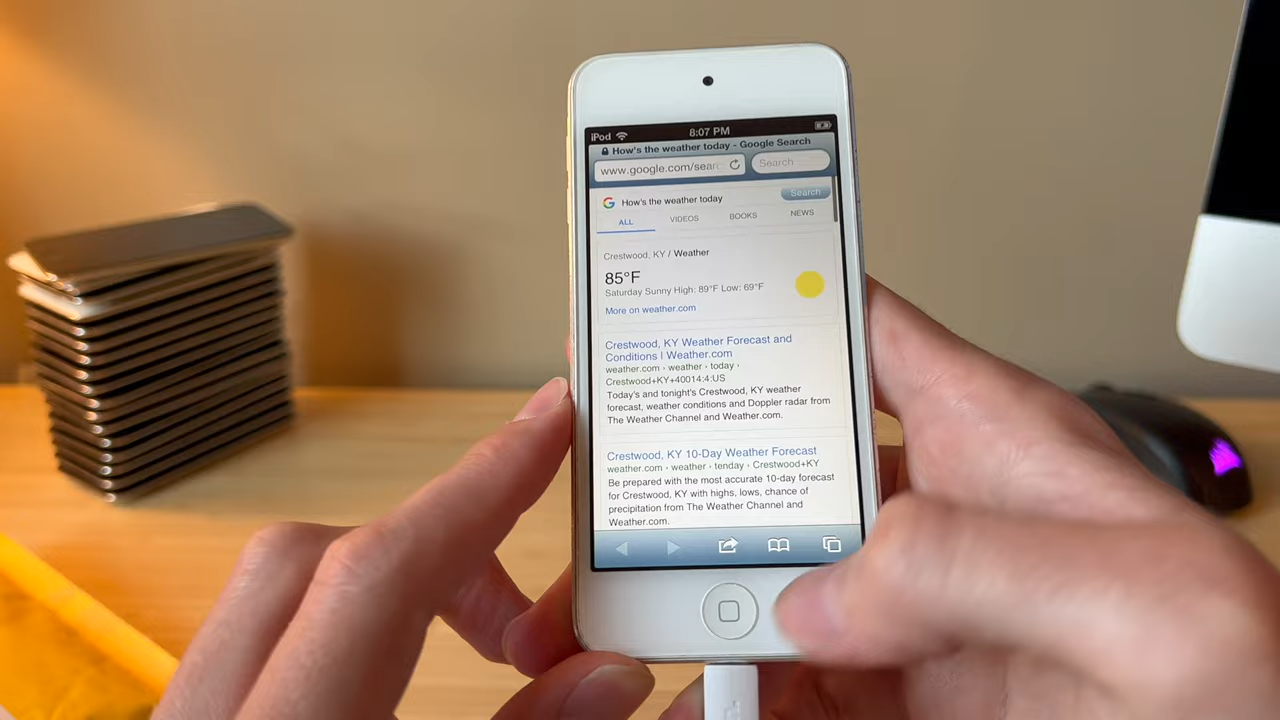 iPod 8:07 PM
How's the weather today - Google Search
www.google.com/sear Search
How's the weather today Search
ALL VIDEOS BOOKS NEWS
Crestwood, KY / Weather
85°F
Saturday Sunny High: 89°F Low: 69°F
More on weather.com
Crestwood, KY Weather Forecast and
Conditions | Weather.com
weather.com › weather › today ›
Crestwood+KY+40014:4:US
Today's and tonight's Crestwood, KY weather
forecast, weather conditions and Doppler radar from
The Weather Channel and Weather.com.
Crestwood, KY 10-Day Weather Forecast
weather.com › weather › tenday › Crestwood+KY
Be prepared with the most accurate 10-day forecast
for Crestwood, KY with highs, lows, chance of
precipitation from The Weather Channel and
Weather.com.